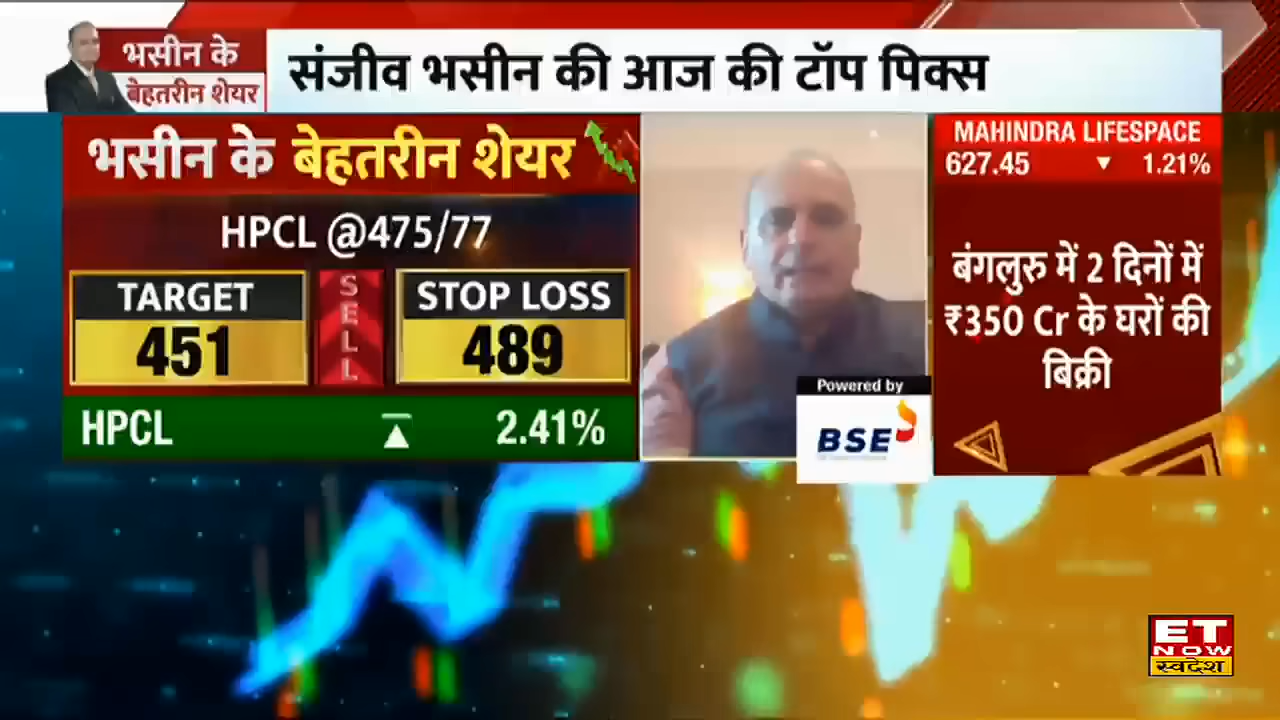 भसीन के
बेहतरीन शेयर
संजीव भसीन की आज की टॉप पिक्स
भसीन के बेहतरीन शेयर
HPCL @475/77
TARGET
451
SELL
STOP LOSS
489
HPCL 2.41%
Powered by
BSE
MAHINDRA LIFESPACE
627.45 ▼ 1.21%
बंगलुरु में 2 दिनों में
₹350 Cr के घरों की
बिक्री
ET
NOW
स्वदेश